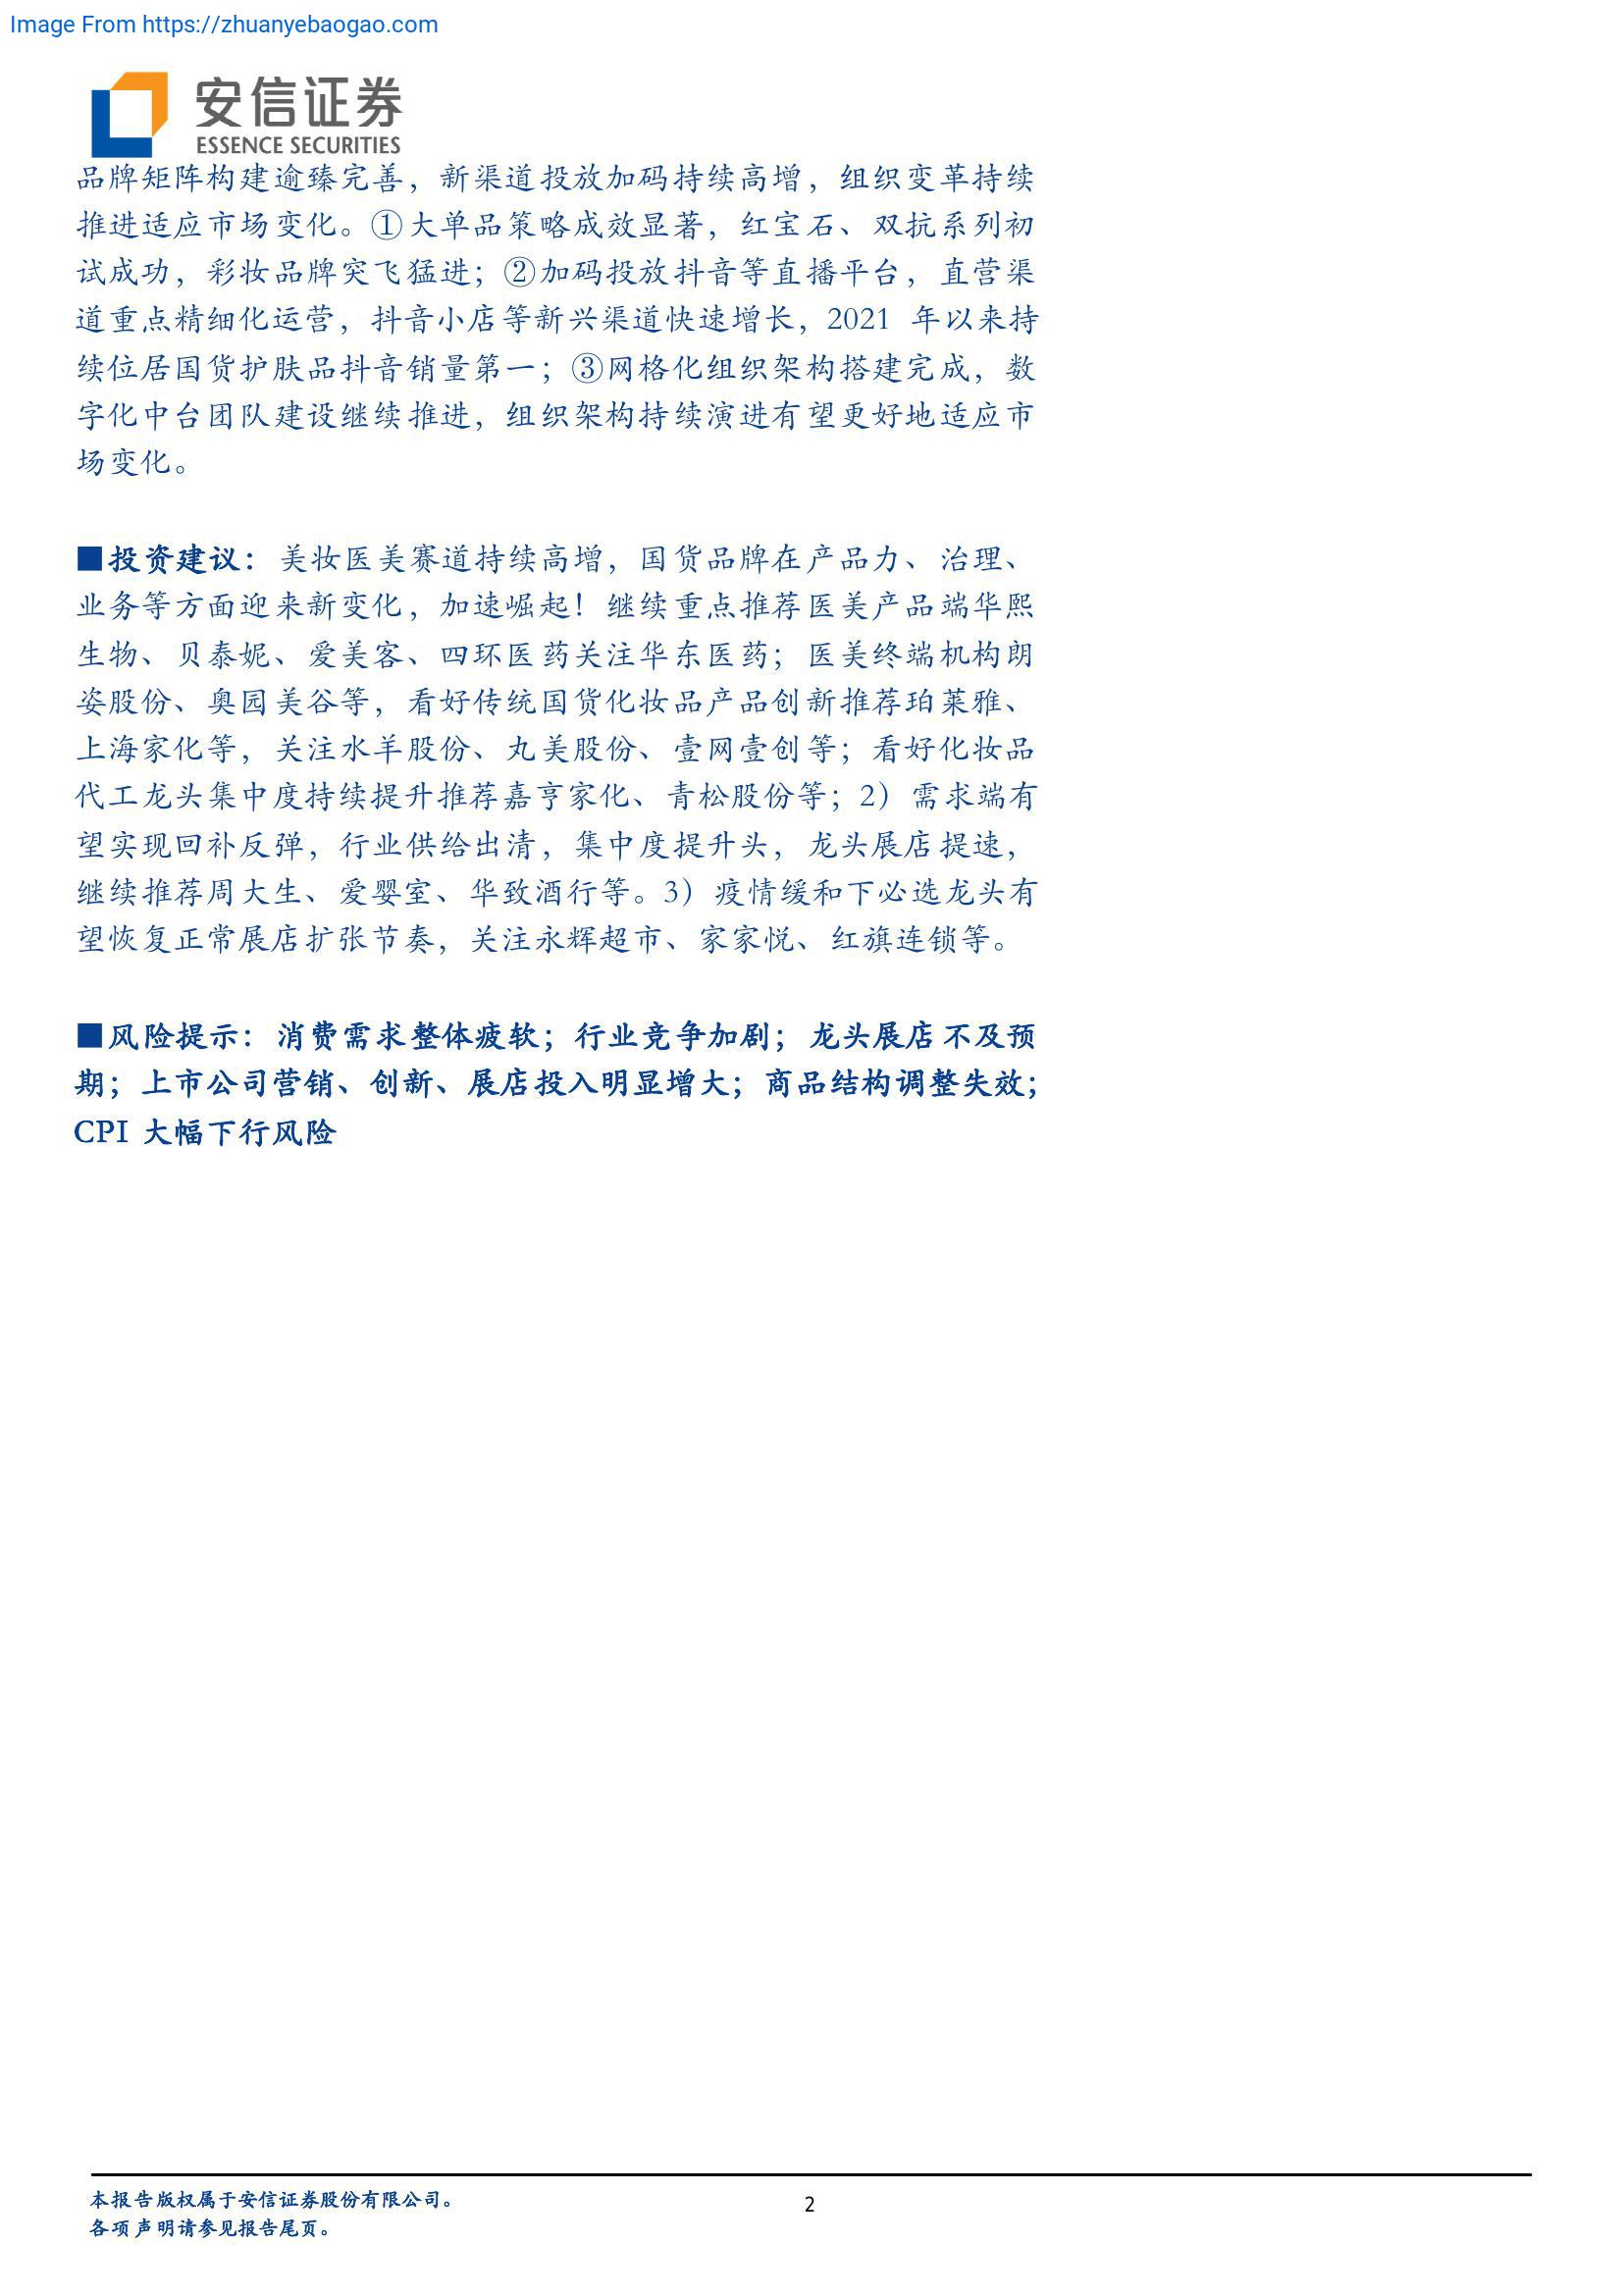 Image From https://zhuanyebaogao.com
安信证券
ESSENCE SECURITIES
品牌矩阵构建逾臻完善，新渠道投放加码持续高增，组织变革持续
推进适应市场变化。①大单品策略成效显著，红宝石、双抗系列初
试成功，彩妆品牌突飞猛进；②加码投放抖音等直播平台，直营渠
道重点精细化运营，抖音小店等新兴渠道快速增长，2021 年以来持
续位居国货护肤品抖音销量第一；③网格化组织架构搭建完成，数
字化中台团队建设继续推进，组织架构持续演进有望更好地适应市
场变化。
■投资建议：美妆医美赛道持续高增，国货品牌在产品力、治理、
业务等方面迎来新变化，加速崛起！继续重点推荐医美产品端华熙
生物、贝泰妮、爱美客、四环医药关注华东医药；医美终端机构朗
姿股份、奥园美谷等，看好传统国货化妆品产品创新推荐珀莱雅、
上海家化等，关注水羊股份、丸美股份、壹网壹创等；看好化妆品
代工龙头集中度持续提升推荐嘉亨家化、青松股份等；2）需求端有
望实现回补反弹，行业供给出清，集中度提升头，龙头展店提速，
继续推荐周大生、爱婴室、华致酒行等。3）疫情缓和下必选龙头有
望恢复正常展店扩张节奏，关注永辉超市、家家悦、红旗连锁等。
■风险提示：消费需求整体疲软；行业竞争加剧；龙头展店不及预
期；上市公司营销、创新、展店投入明显增大；商品结构调整失效；
CPI 大幅下行风险
本报告版权属于安信证券股份有限公司。
各项声明请参见报告尾页。
2